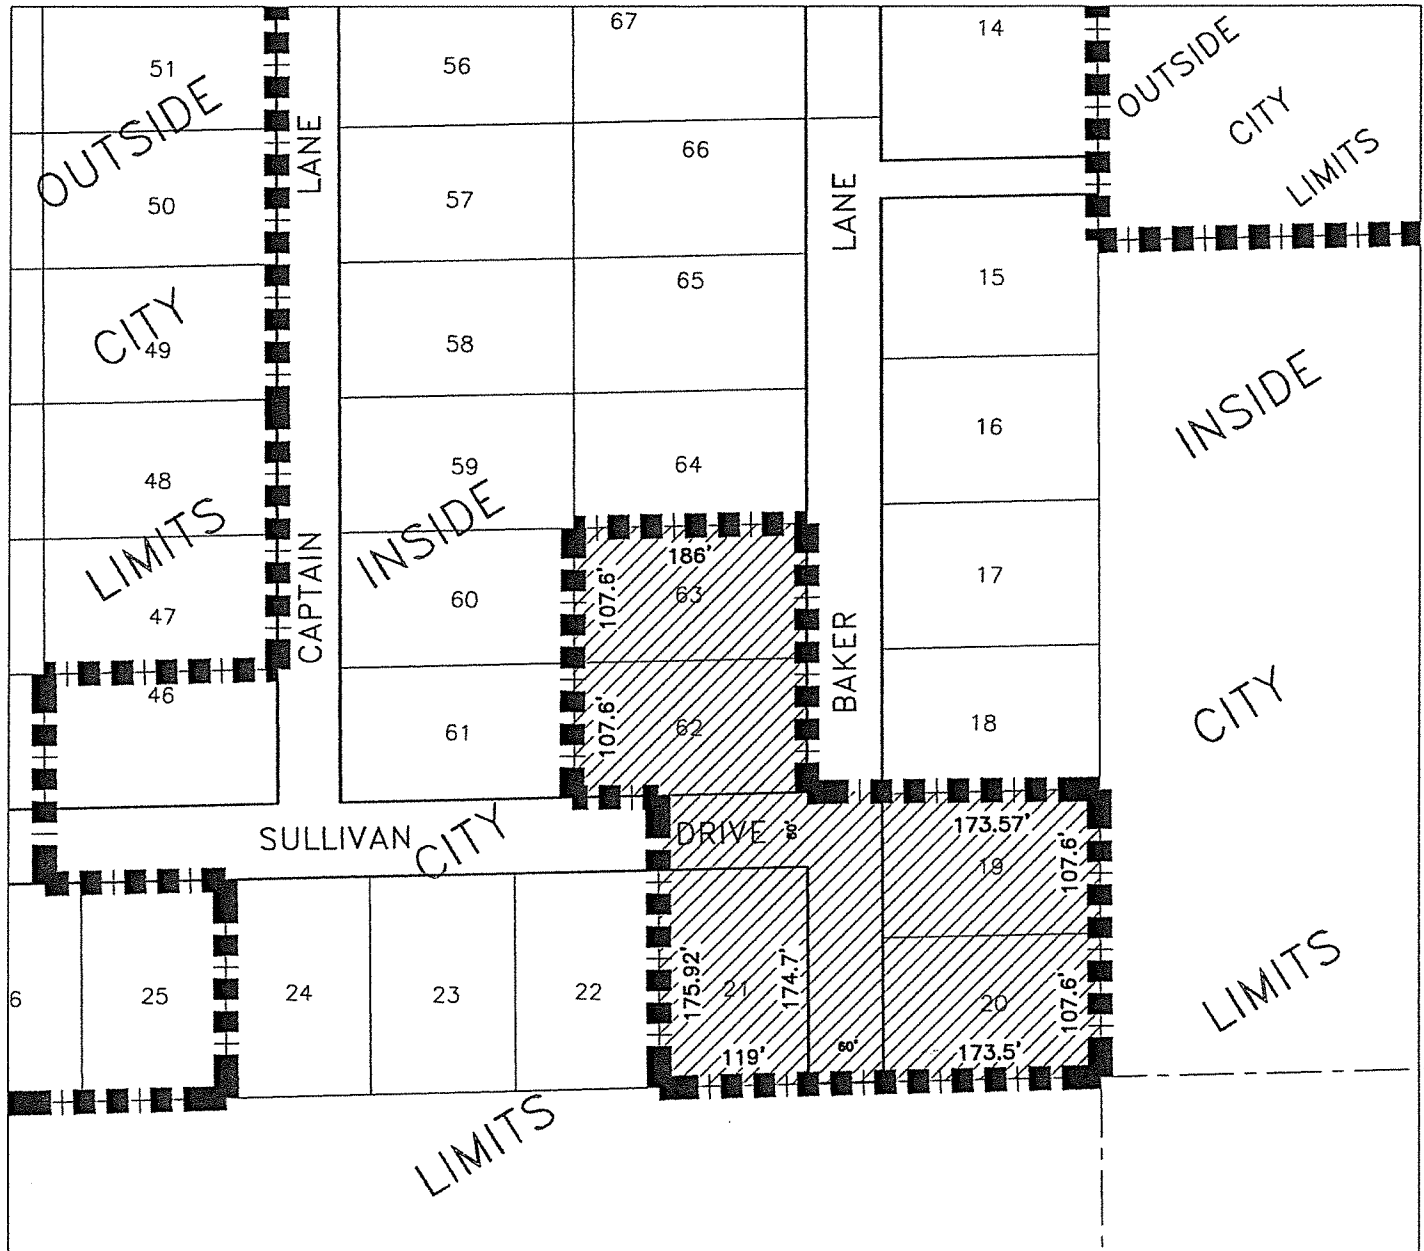 67
14
51
56
OUTSIDE
CITY
LIMITS
OUTSIDE
CITY
LIMITS
LANE
66
50
57
LANE
65
15
49
58
INSIDE
CITY
LIMITS
16
48
59
64
INSIDE
CITY
LIMITS
CAPTAIN
186'
17
47
60
107.6'
63
BAKER
46
61
107.6'
62
18
SULLIVAN
DRIVE
60'
173.57'
19
107.6'
6
25
24
23
22
175.92'
21
174.7'
20
107.6'
119'
60'
173.5'